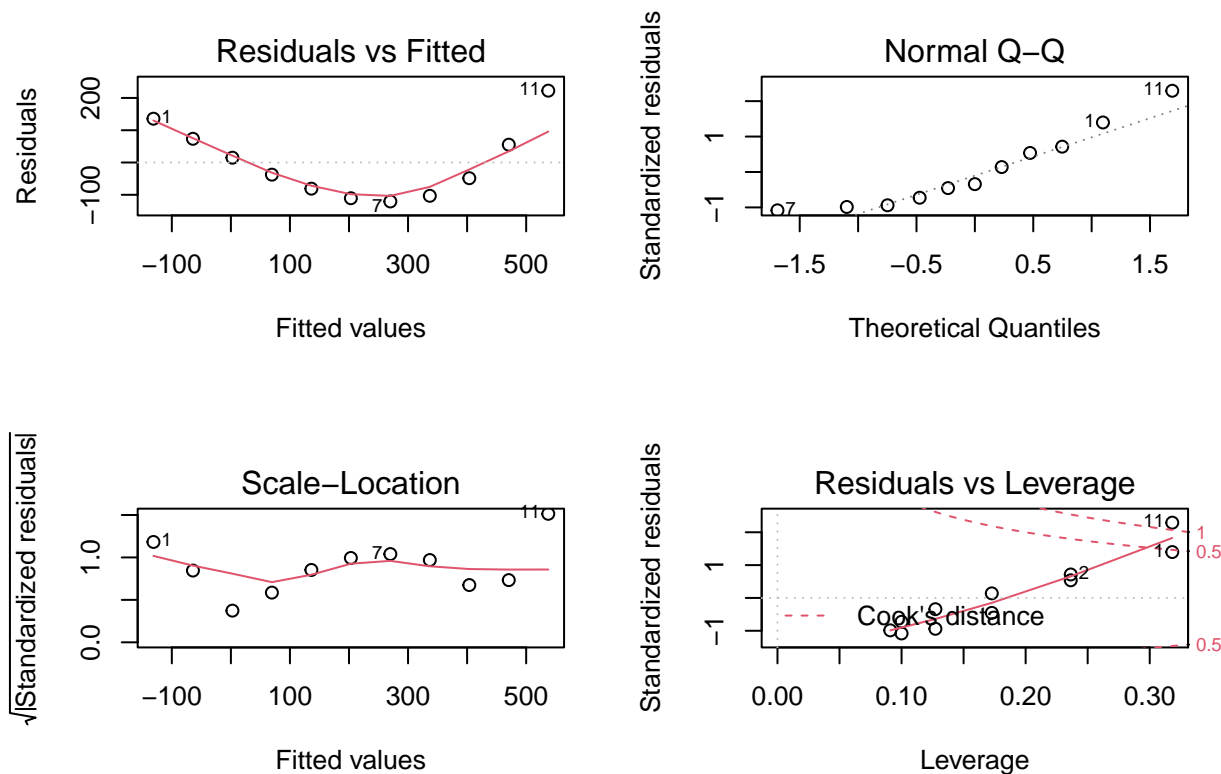 Residuals vs Fitted
Residuals
200
−100
1
7
11
−100 100 300 500
Fitted values
Normal Q−Q
Standardized residuals
1
−1
7
1
11
−1.5 −0.5 0.5 1.5
Theoretical Quantiles
Scale−Location
√|Standardized residuals|
1.0
0.0
1
7
11
−100 100 300 500
Fitted values
Residuals vs Leverage
Standardized residuals
1
−1
11
1
2
1
0.5
0.5
Cook's distance
0.00 0.10 0.20 0.30
Leverage